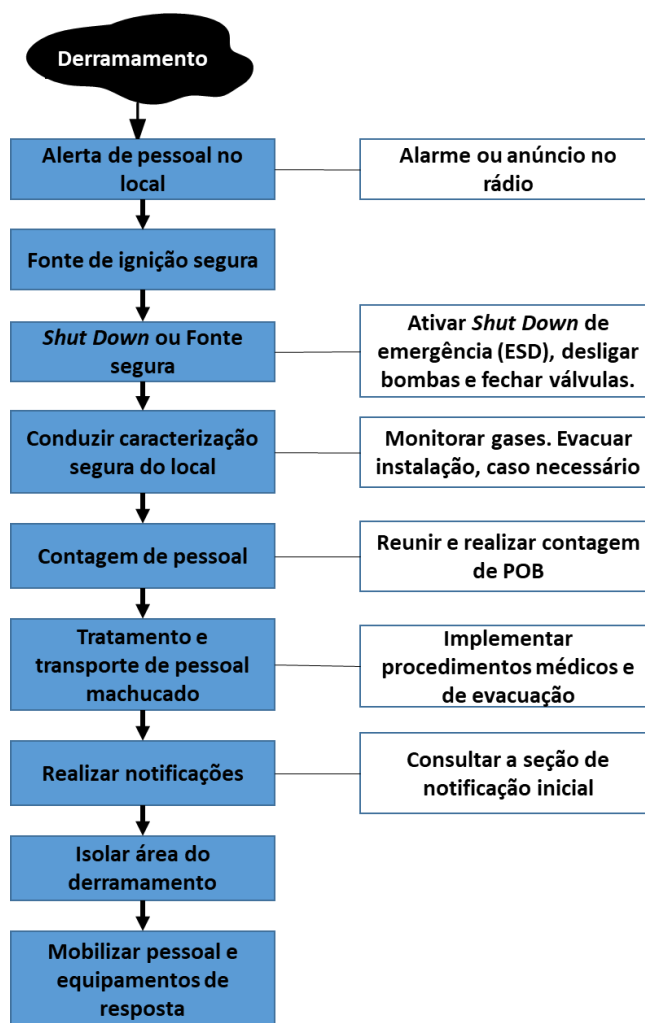 Derramamento
Alerta de pessoal no
local
Alarme ou anúncio no
rádio
Fonte de ignição segura
Shut Down ou Fonte
segura
Ativar Shut Down de
emergência (ESD), desligar
bombas e fechar válvulas.
Conduzir caracterização
segura do local
Monitorar gases. Evacuar
instalação, caso necessário
Contagem de pessoal
Reunir e realizar contagem
de POB
Tratamento e
transporte de pessoal
machucado
Implementar
procedimentos médicos e
de evacuação
Realizar notificações
Consultar a seção de
notificação inicial
Isolar área do
derramamento
Mobilizar pessoal e
equipamentos de
resposta